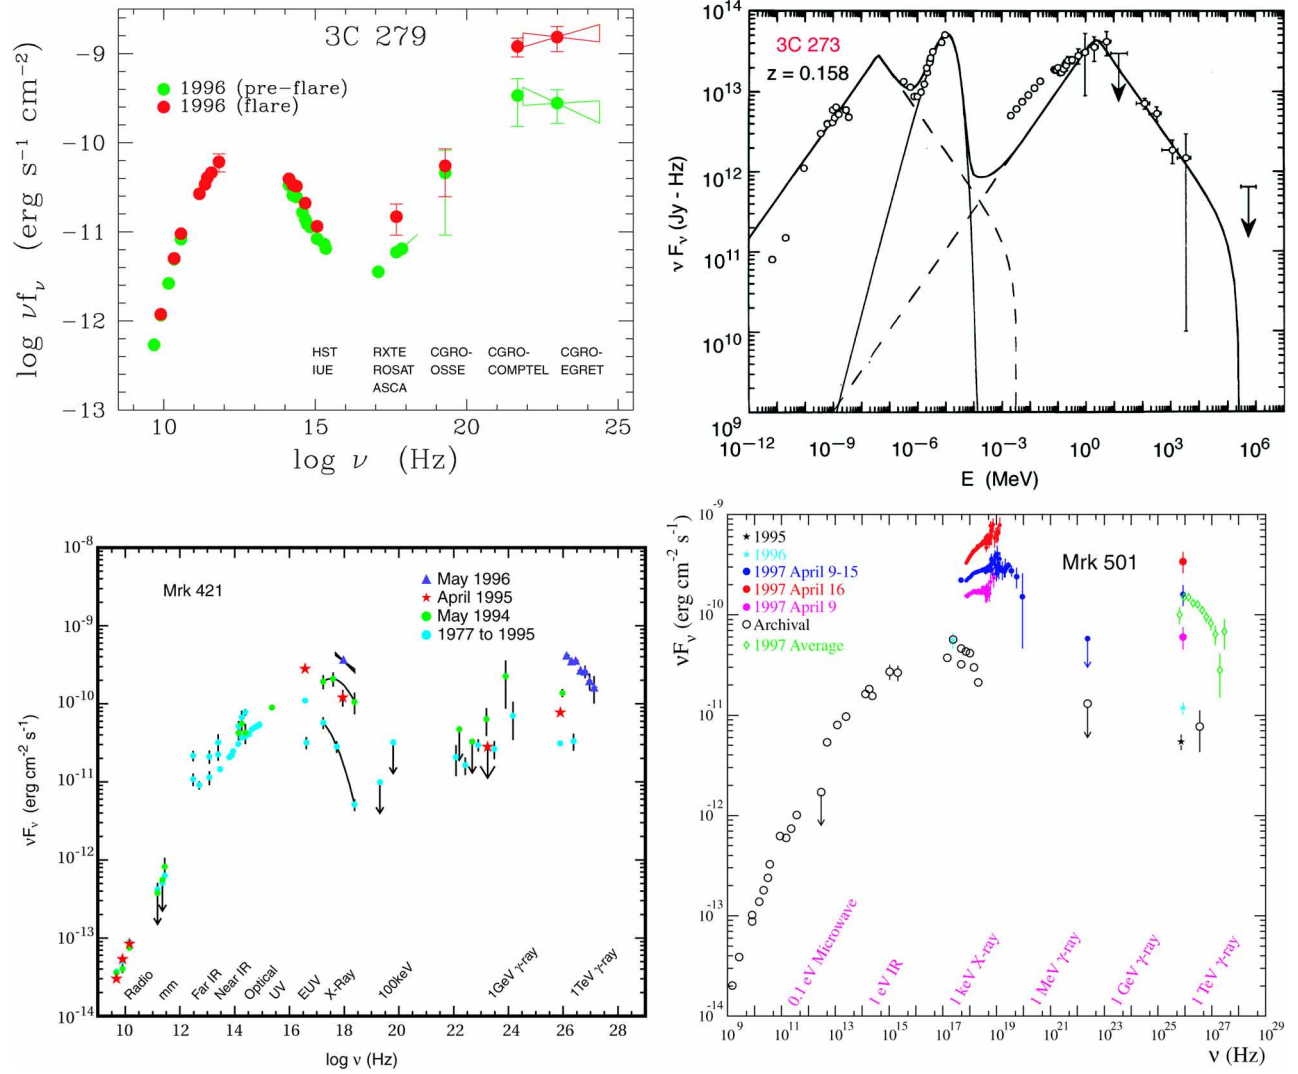 3C 279
1996 (pre-flare)
1996 (flare)
-8
-9
-10
-11
-12
-13
log νf_ν (erg s⁻¹ cm⁻²)
HST
IUE
RXTE
ROSAT
ASCA
CGRO-
OSSE
CGRO-
COMPTEL
CGRO-
EGRET
10 15 20 25
log ν (Hz)
3C 273
z = 0.158
10¹⁴
10¹³
10¹²
10¹¹
10¹⁰
10⁹
ν F_ν (Jy - Hz)
10⁻¹² 10⁻⁹ 10⁻⁶ 10⁻³ 10⁰ 10³ 10⁶
E (MeV)
Mrk 421
May 1996
April 1995
May 1994
1977 to 1995
10⁻⁸
10⁻⁹
10⁻¹⁰
10⁻¹¹
10⁻¹²
10⁻¹³
10⁻¹⁴
νF_ν (erg cm⁻² s⁻¹)
Radio
mm
Far IR
Near IR
Optical
UV
EUV
X-Ray
100keV
1GeV γ-ray
1TeV γ-ray
10 12 14 16 18 20 22 24 26 28
log ν (Hz)
Mrk 501
1995
1996
1997 April 9-15
1997 April 16
1997 April 9
Archival
1997 Average
10⁻⁹
10⁻¹⁰
10⁻¹¹
10⁻¹²
10⁻¹³
10⁻¹⁴
νF_ν (erg cm⁻² s⁻¹)
0.1 eV Microwave
1 eV IR
1 keV X-ray
1 MeV γ-ray
1 GeV γ-ray
1 TeV γ-ray
10⁹ 10¹¹ 10¹³ 10¹⁵ 10¹⁷ 10¹⁹ 10²¹ 10²³ 10²⁵ 10²⁷ 10²⁹
ν (Hz)